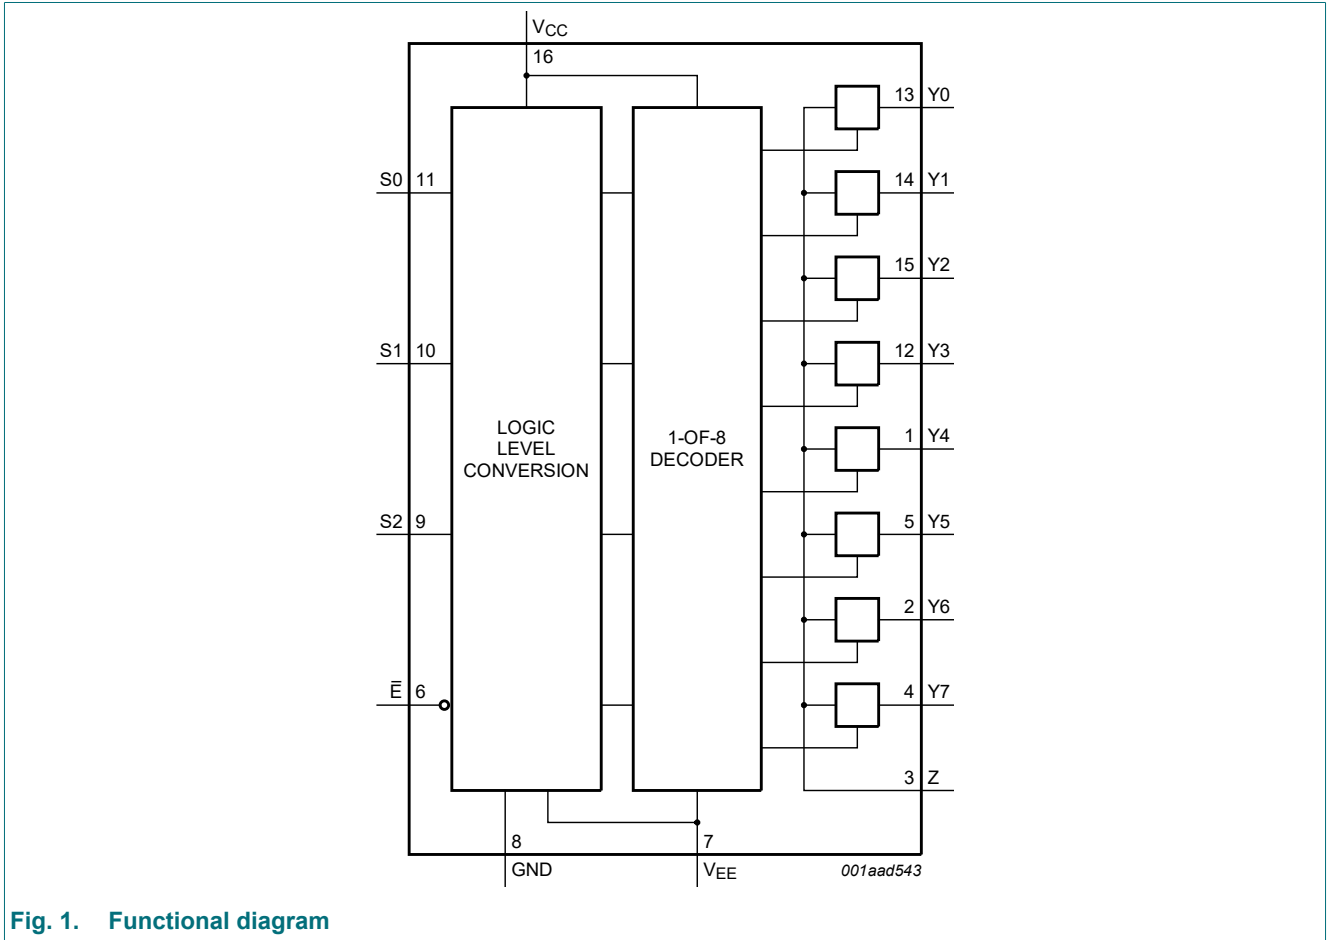 VCC
16
13 Y0
S0 11
14 Y1
15 Y2
S1 10
12 Y3
LOGIC
LEVEL
CONVERSION
1-OF-8
DECODER
1 Y4
S2 9
5 Y5
2 Y6
E̅ 6
4 Y7
3 Z
8
GND
7
VEE
001aad543
Fig. 1. Functional diagram